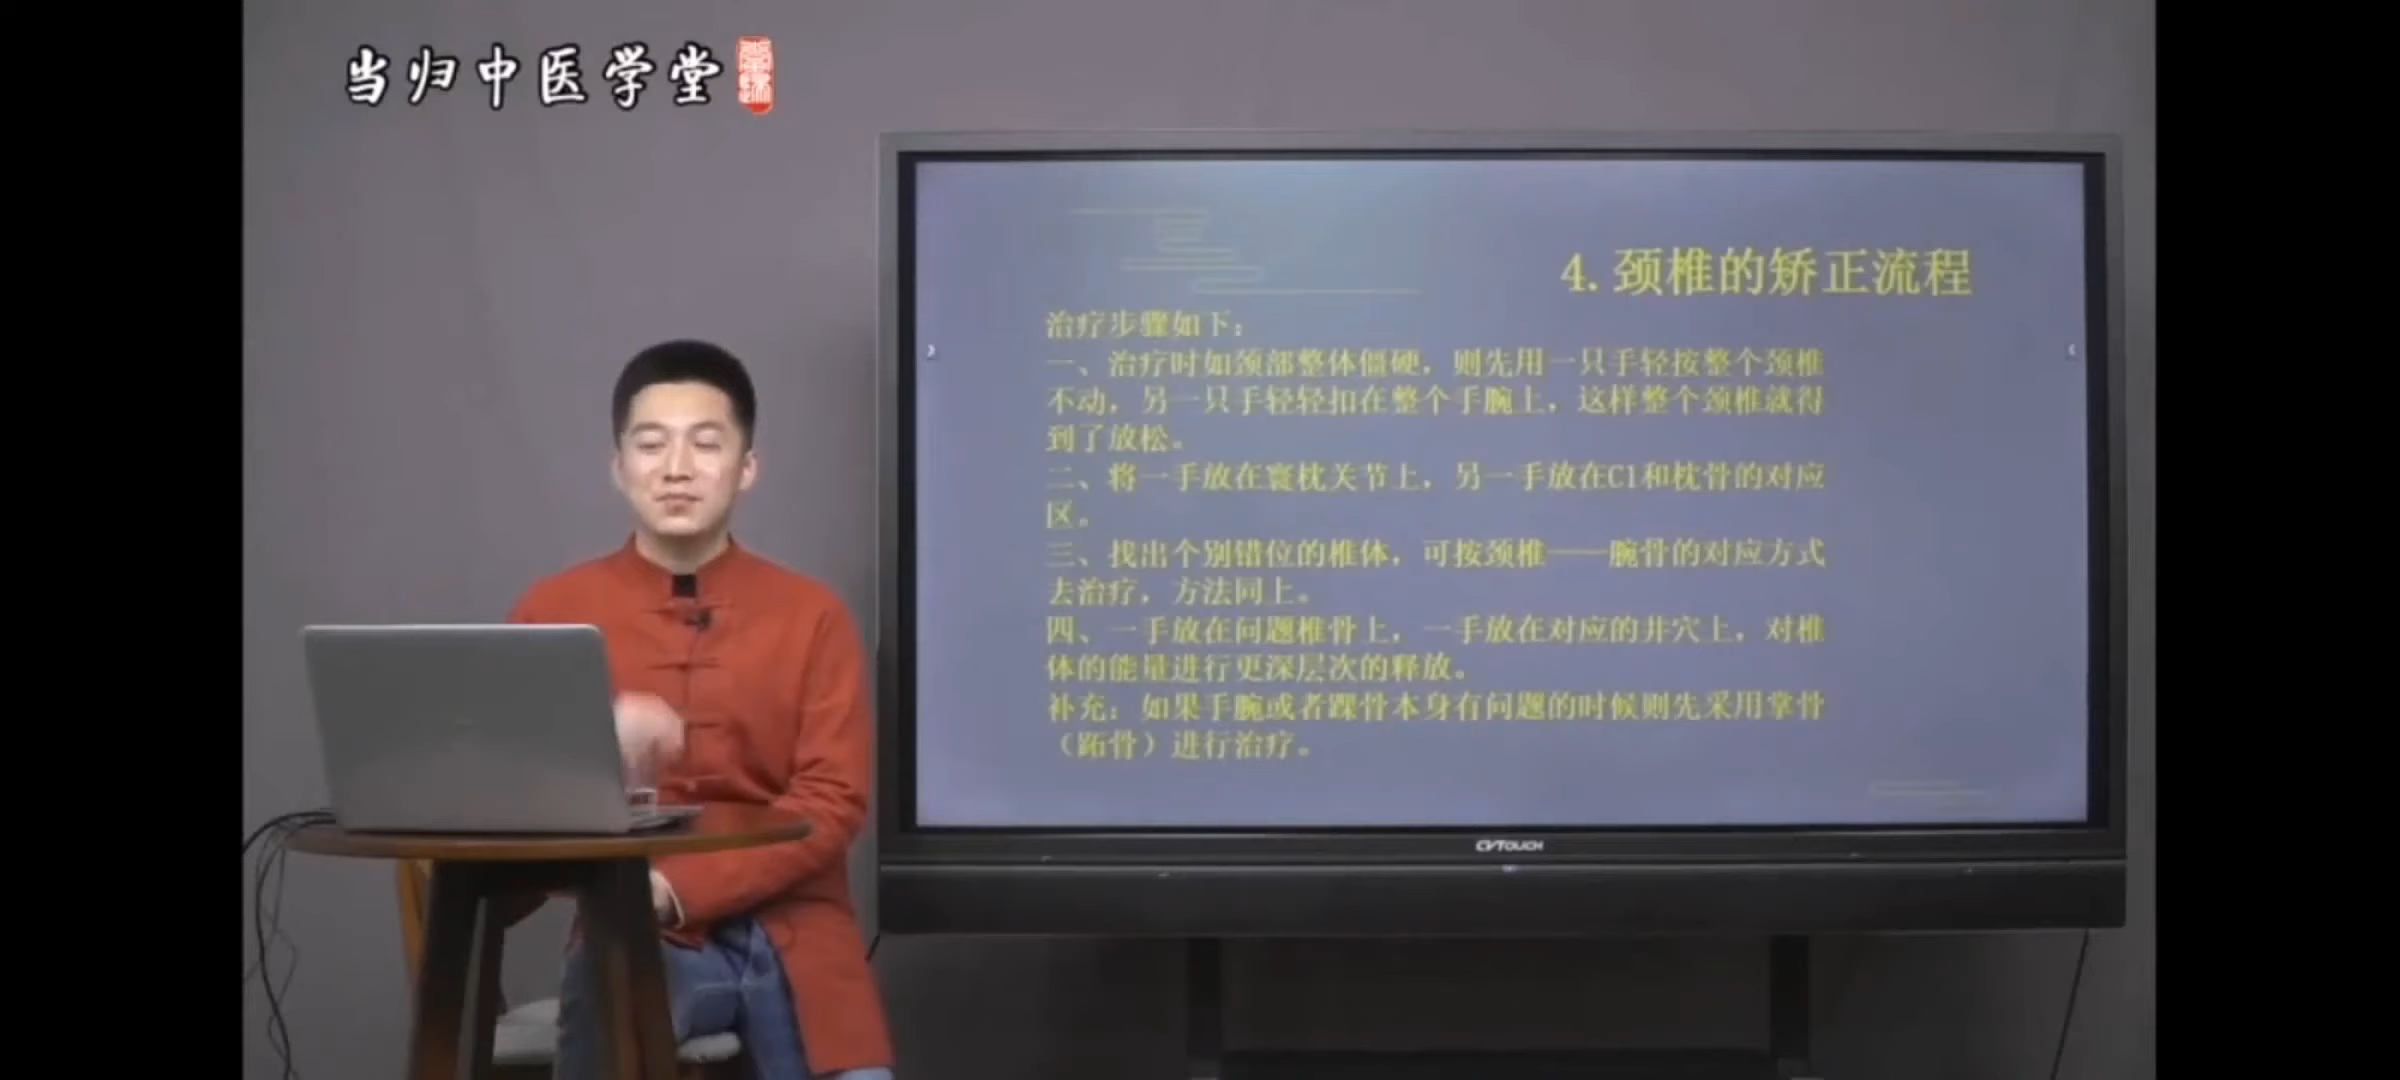 当归中医学堂
4.颈椎的矫正流程
治疗步骤如下：
一、治疗时如颈部整体僵硬，则先用一只手轻按整个颈椎
不动，另一只手轻轻扣在整个手腕上，这样整个颈椎就得
到了放松。
二、将一手放在寰枕关节上，另一手放在C1和枕骨的对应
区。
三、找出个别错位的椎体，可按颈椎——腕骨的对应方式
去治疗，方法同上。
四、一手放在问题椎骨上，一手放在对应的井穴上，对椎
体的能量进行更深层次的释放。
补充：如果手腕或者踝骨本身有问题的时候则先采用掌骨
（跖骨）进行治疗。
CVTOUCH